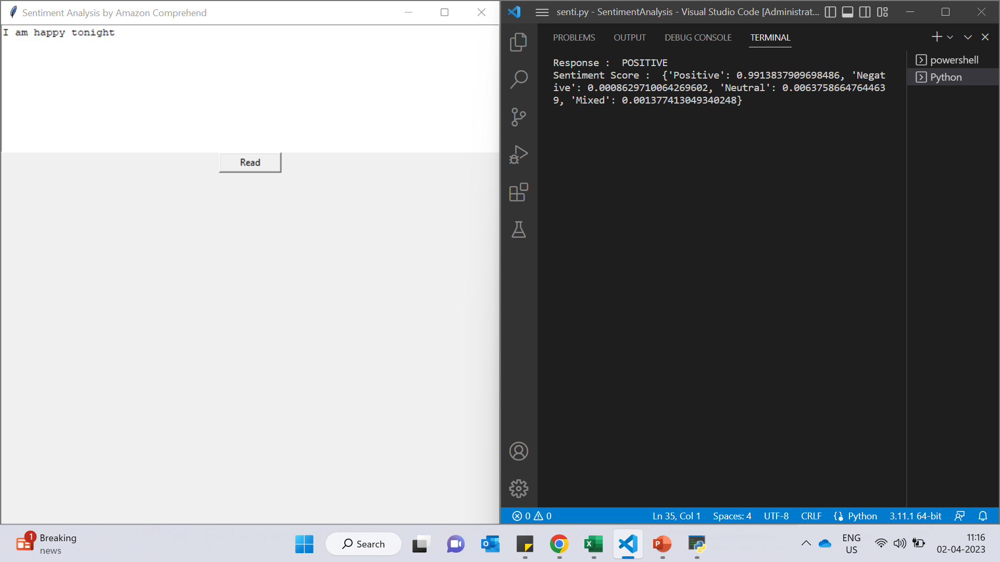 Sentiment Analysis by Amazon Comprehend
I am happy tonight
Read
senti.py - SentimentAnalysis - Visual Studio Code [Administrat...
PROBLEMS OUTPUT DEBUG CONSOLE TERMINAL
Response :  POSITIVE
Sentiment Score :  {'Positive': 0.9913837909698486, 'Negat
ive': 0.0008629710064269602, 'Neutral': 0.0063758664764463
9, 'Mixed': 0.001377413049340248}
powershell
Python
0 0 Ln 35, Col 1 Spaces: 4 UTF-8 CRLF Python 3.11.1 64-bit
1
Breaking
news
Search
ENG
US
11:16
02-04-2023